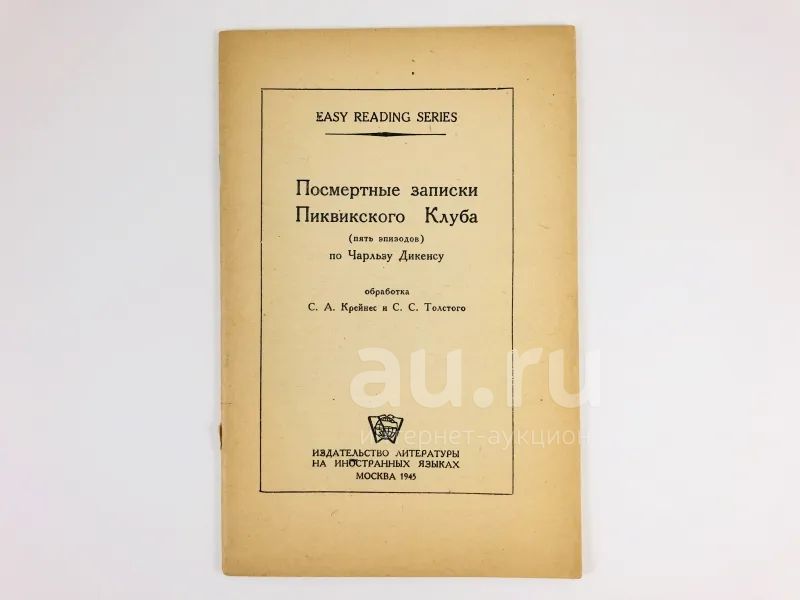 EASY READING SERIES
Посмертные записки
Пиквикского Клуба
(пять эпизодов)
по Чарльзу Дикенсу
обработка
С. А. Крейнес и С. С. Толстого
au.ru
интернет-аукцион
ИЗДАТЕЛЬСТВО ЛИТЕРАТУРЫ
НА ИНОСТРАННЫХ ЯЗЫКАХ
МОСКВА 1945